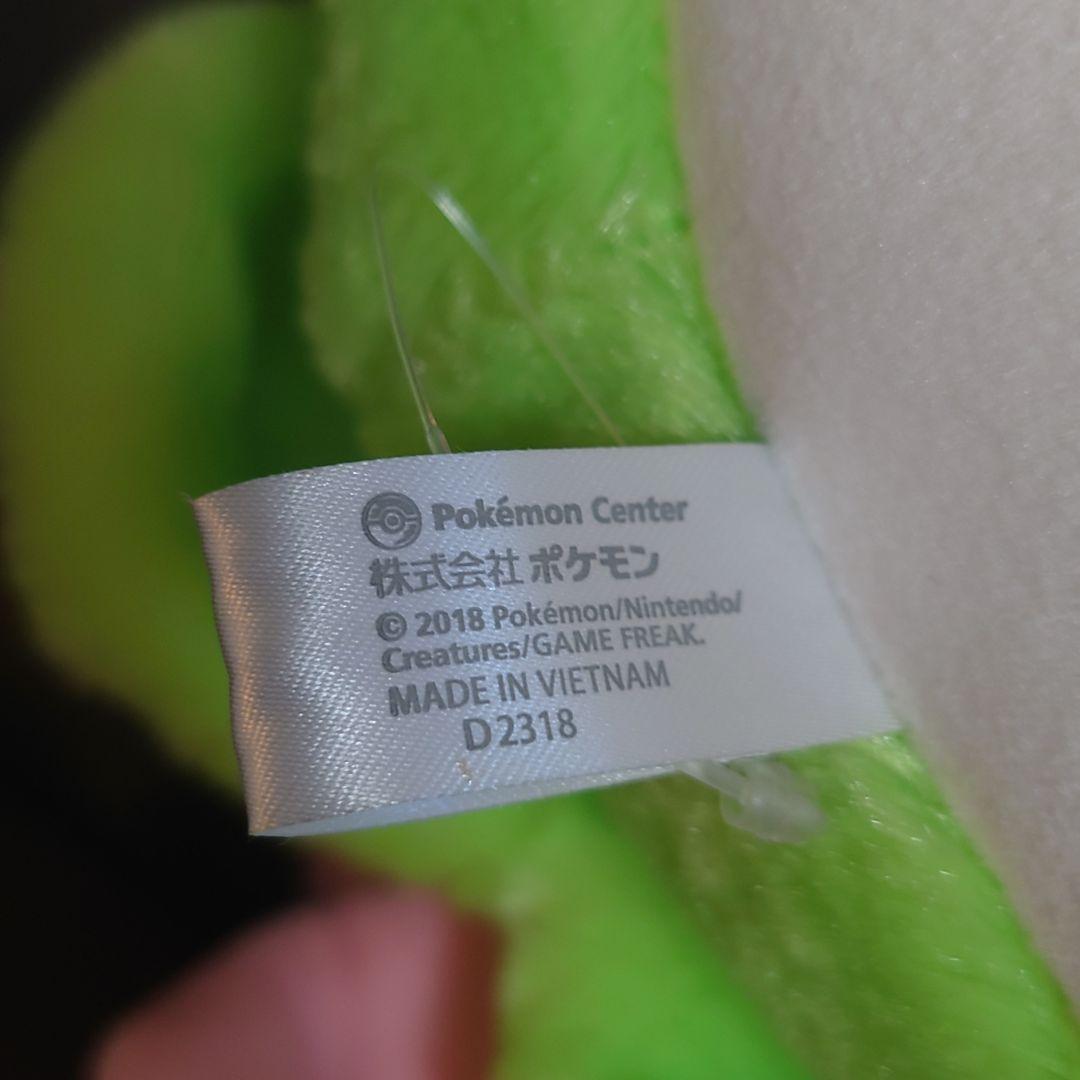 Pokémon Center
株式会社ポケモン
© 2018 Pokémon/Nintendo/
Creatures/GAME FREAK.
MADE IN VIETNAM
D2318